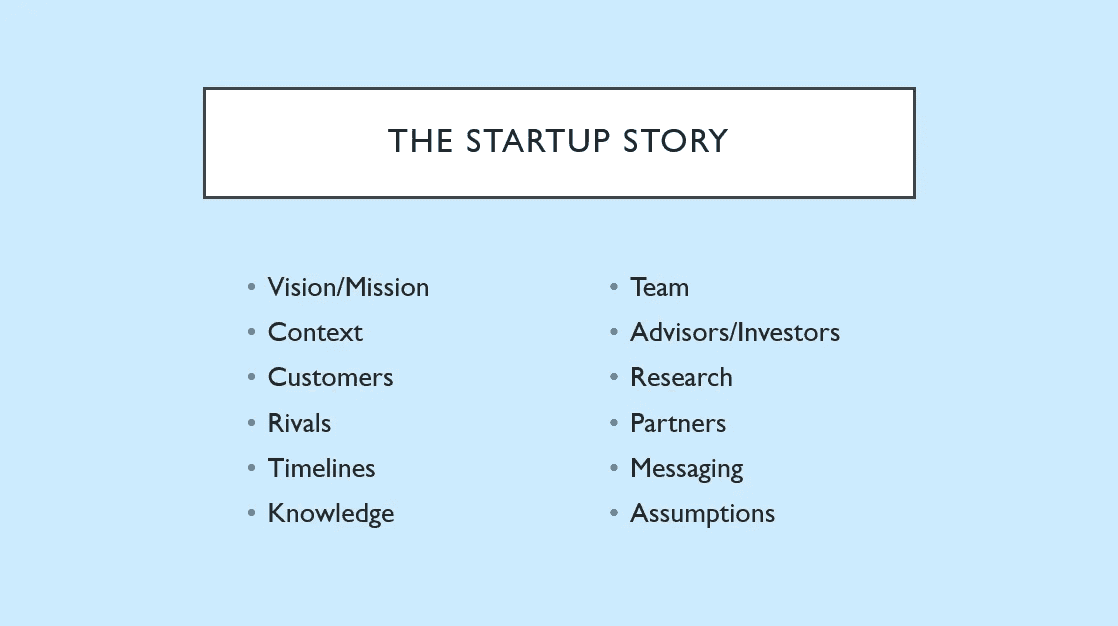 THE STARTUP STORY
• Vision/Mission
• Context
• Customers
• Rivals
• Timelines
• Knowledge
• Team
• Advisors/Investors
• Research
• Partners
• Messaging
• Assumptions